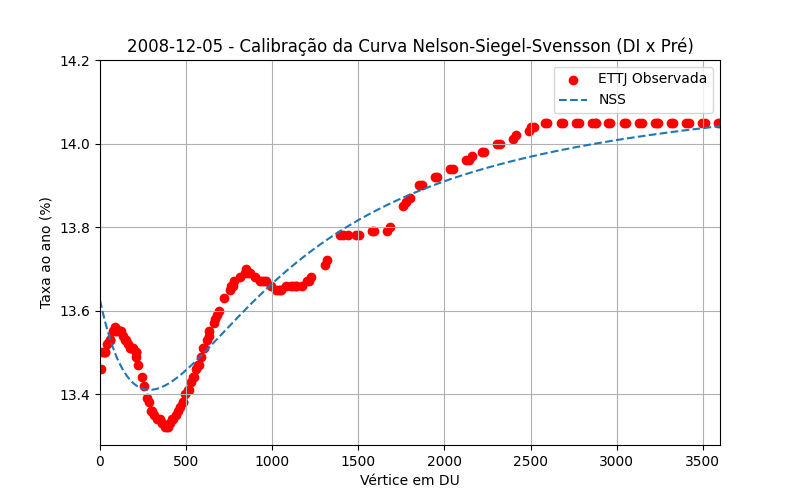 2008-12-05 - Calibração da Curva Nelson-Siegel-Svensson (DI x Pré)
14.2
14.0
13.8
13.6
13.4
Taxa ao ano (%)
ETTJ Observada
NSS
0 500 1000 1500 2000 2500 3000 3500
Vértice em DU